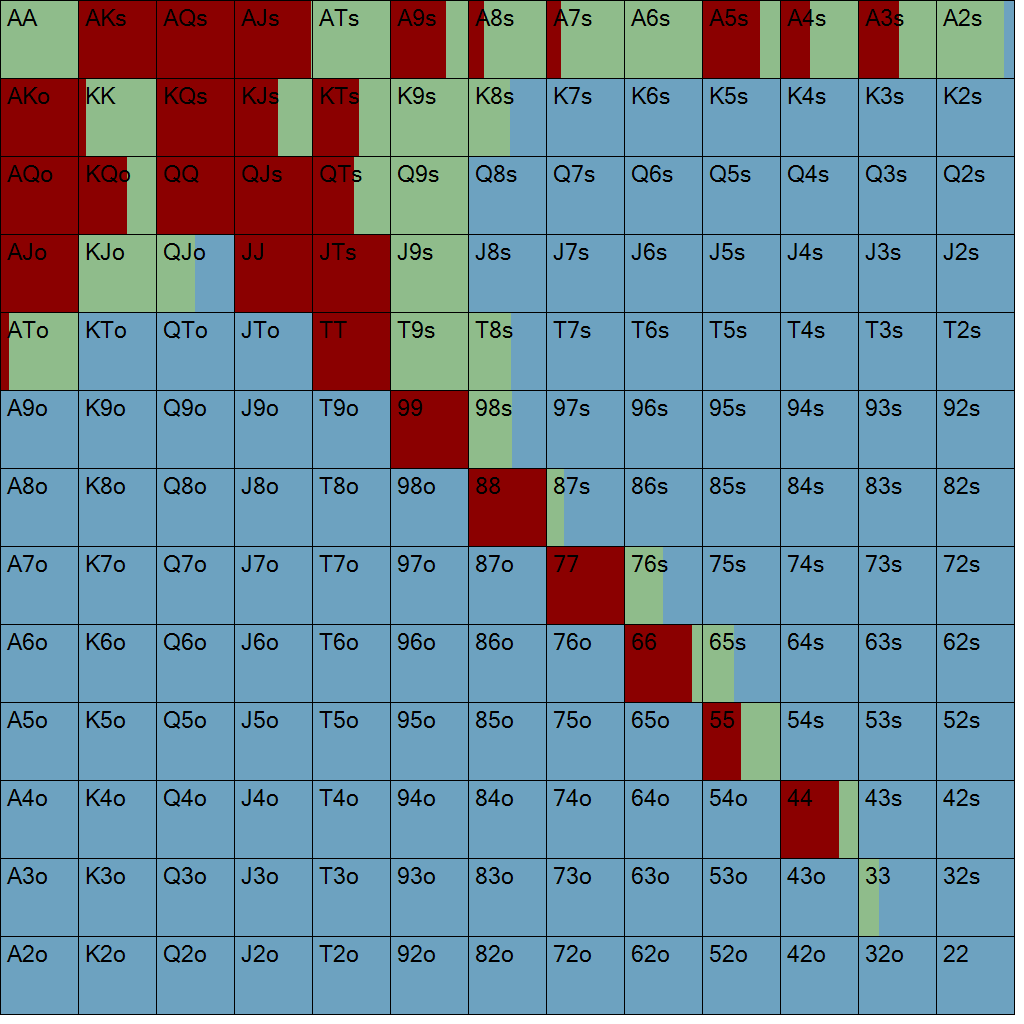 AA AKs AQs AJs ATs A9s A8s A7s A6s A5s A4s A3s A2s
AKo KK KQs KJs KTs K9s K8s K7s K6s K5s K4s K3s K2s
AQo KQo QQ QJs QTs Q9s Q8s Q7s Q6s Q5s Q4s Q3s Q2s
AJo KJo QJo JJ JTs J9s J8s J7s J6s J5s J4s J3s J2s
ATo KTo QTo JTo TT T9s T8s T7s T6s T5s T4s T3s T2s
A9o K9o Q9o J9o T9o 99 98s 97s 96s 95s 94s 93s 92s
A8o K8o Q8o J8o T8o 98o 88 87s 86s 85s 84s 83s 82s
A7o K7o Q7o J7o T7o 97o 87o 77 76s 75s 74s 73s 72s
A6o K6o Q6o J6o T6o 96o 86o 76o 66 65s 64s 63s 62s
A5o K5o Q5o J5o T5o 95o 85o 75o 65o 55 54s 53s 52s
A4o K4o Q4o J4o T4o 94o 84o 74o 64o 54o 44 43s 42s
A3o K3o Q3o J3o T3o 93o 83o 73o 63o 53o 43o 33 32s
A2o K2o Q2o J2o T2o 92o 82o 72o 62o 52o 42o 32o 22